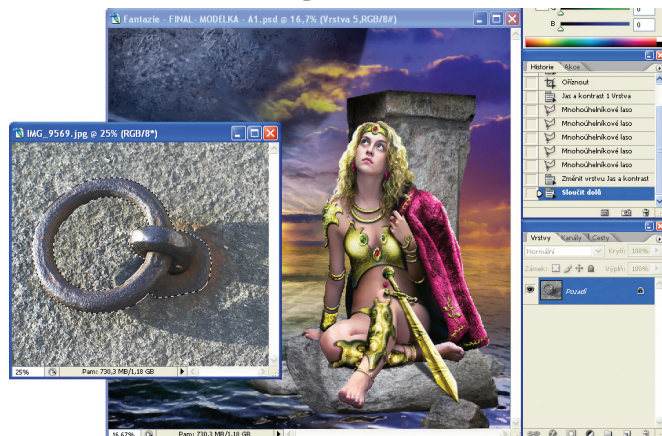 Fantazie - FINAL- MODELKA - A1.psd @ 16,7% (Vrstva 5,RGB/8#)
0
B
0
Historie
Akce
Oříznout
Jas a kontrast 1 Vrstva
Mnohoúhelníkové laso
Mnohoúhelníkové laso
Mnohoúhelníkové laso
Mnohoúhelníkové laso
Změnit vrstvu Jas a kontrast
Sloučit dolů
IMG_9569.jpg @ 25% (RGB/8*)
Vrstvy
Kanály
Cesty
Normální
Krytí:
100%
Zámek:
Výplň:
100%
Pozadí
25%
Pam: 730,3 MB/1,18 GB
16,67%
Pam: 730,3 MB/1,18 GB